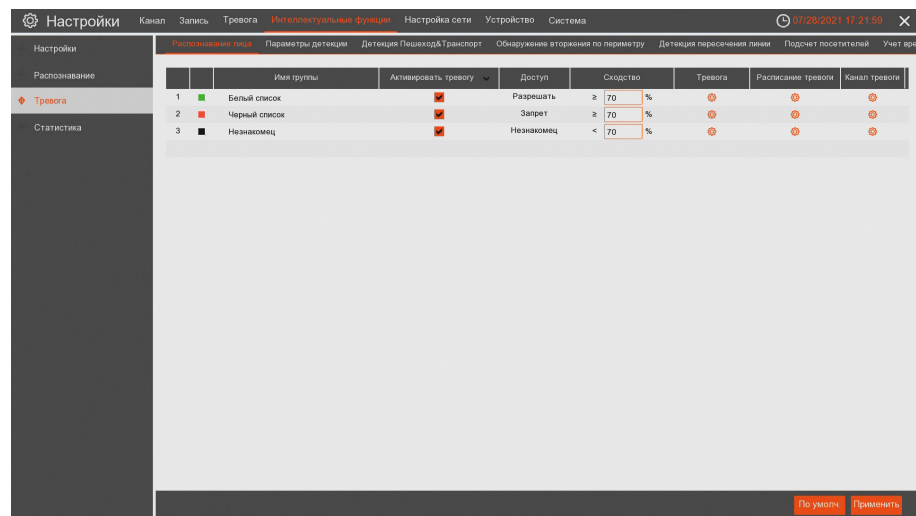 Настройки Канал Запись Тревога Интеллектуальные функции Настройка сети Устройство Система 07/28/2021 17:21:59
Распознавание лица Параметры детекции Детекция Пешеход&Транспорт Обнаружение вторжения по периметру Детекция пересечения линии Подсчет посетителей Учет вре
Настройки
Распознавание
Тревога
Статистика
Имя группы Активировать тревогу Доступ Сходство Тревога Расписание тревоги Канал тревоги
1 Белый список Разрешать ≥ 70 %
2 Черный список Запрет ≥ 70 %
3 Незнакомец Незнакомец < 70 %
По умолч. Применить